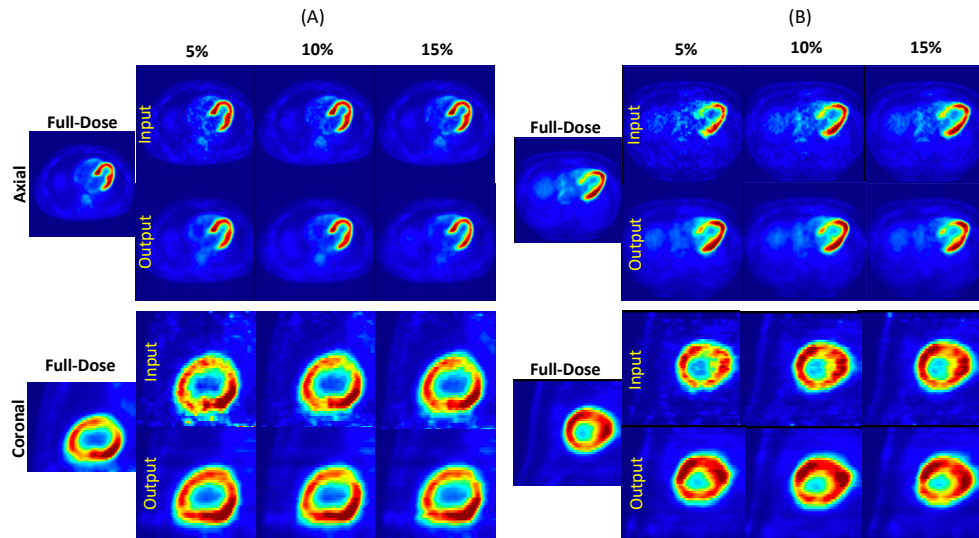 (A)
5% 10% 15%
Full-Dose
Axial
Input
Output
Full-Dose
Coronal
Input
Output
(B)
5% 10% 15%
Full-Dose
Input
Output
Full-Dose
Input
Output